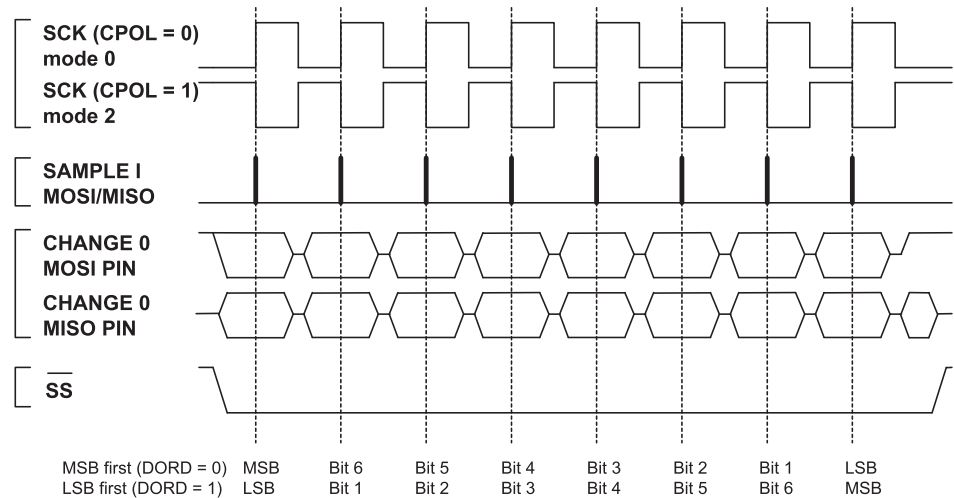 SCK (CPOL = 0)
mode 0
SCK (CPOL = 1)
mode 2
SAMPLE I
MOSI/MISO
CHANGE 0
MOSI PIN
CHANGE 0
MISO PIN
SS
MSB first (DORD = 0) MSB Bit 6 Bit 5 Bit 4 Bit 3 Bit 2 Bit 1 LSB
LSB first (DORD = 1) LSB Bit 1 Bit 2 Bit 3 Bit 4 Bit 5 Bit 6 MSB